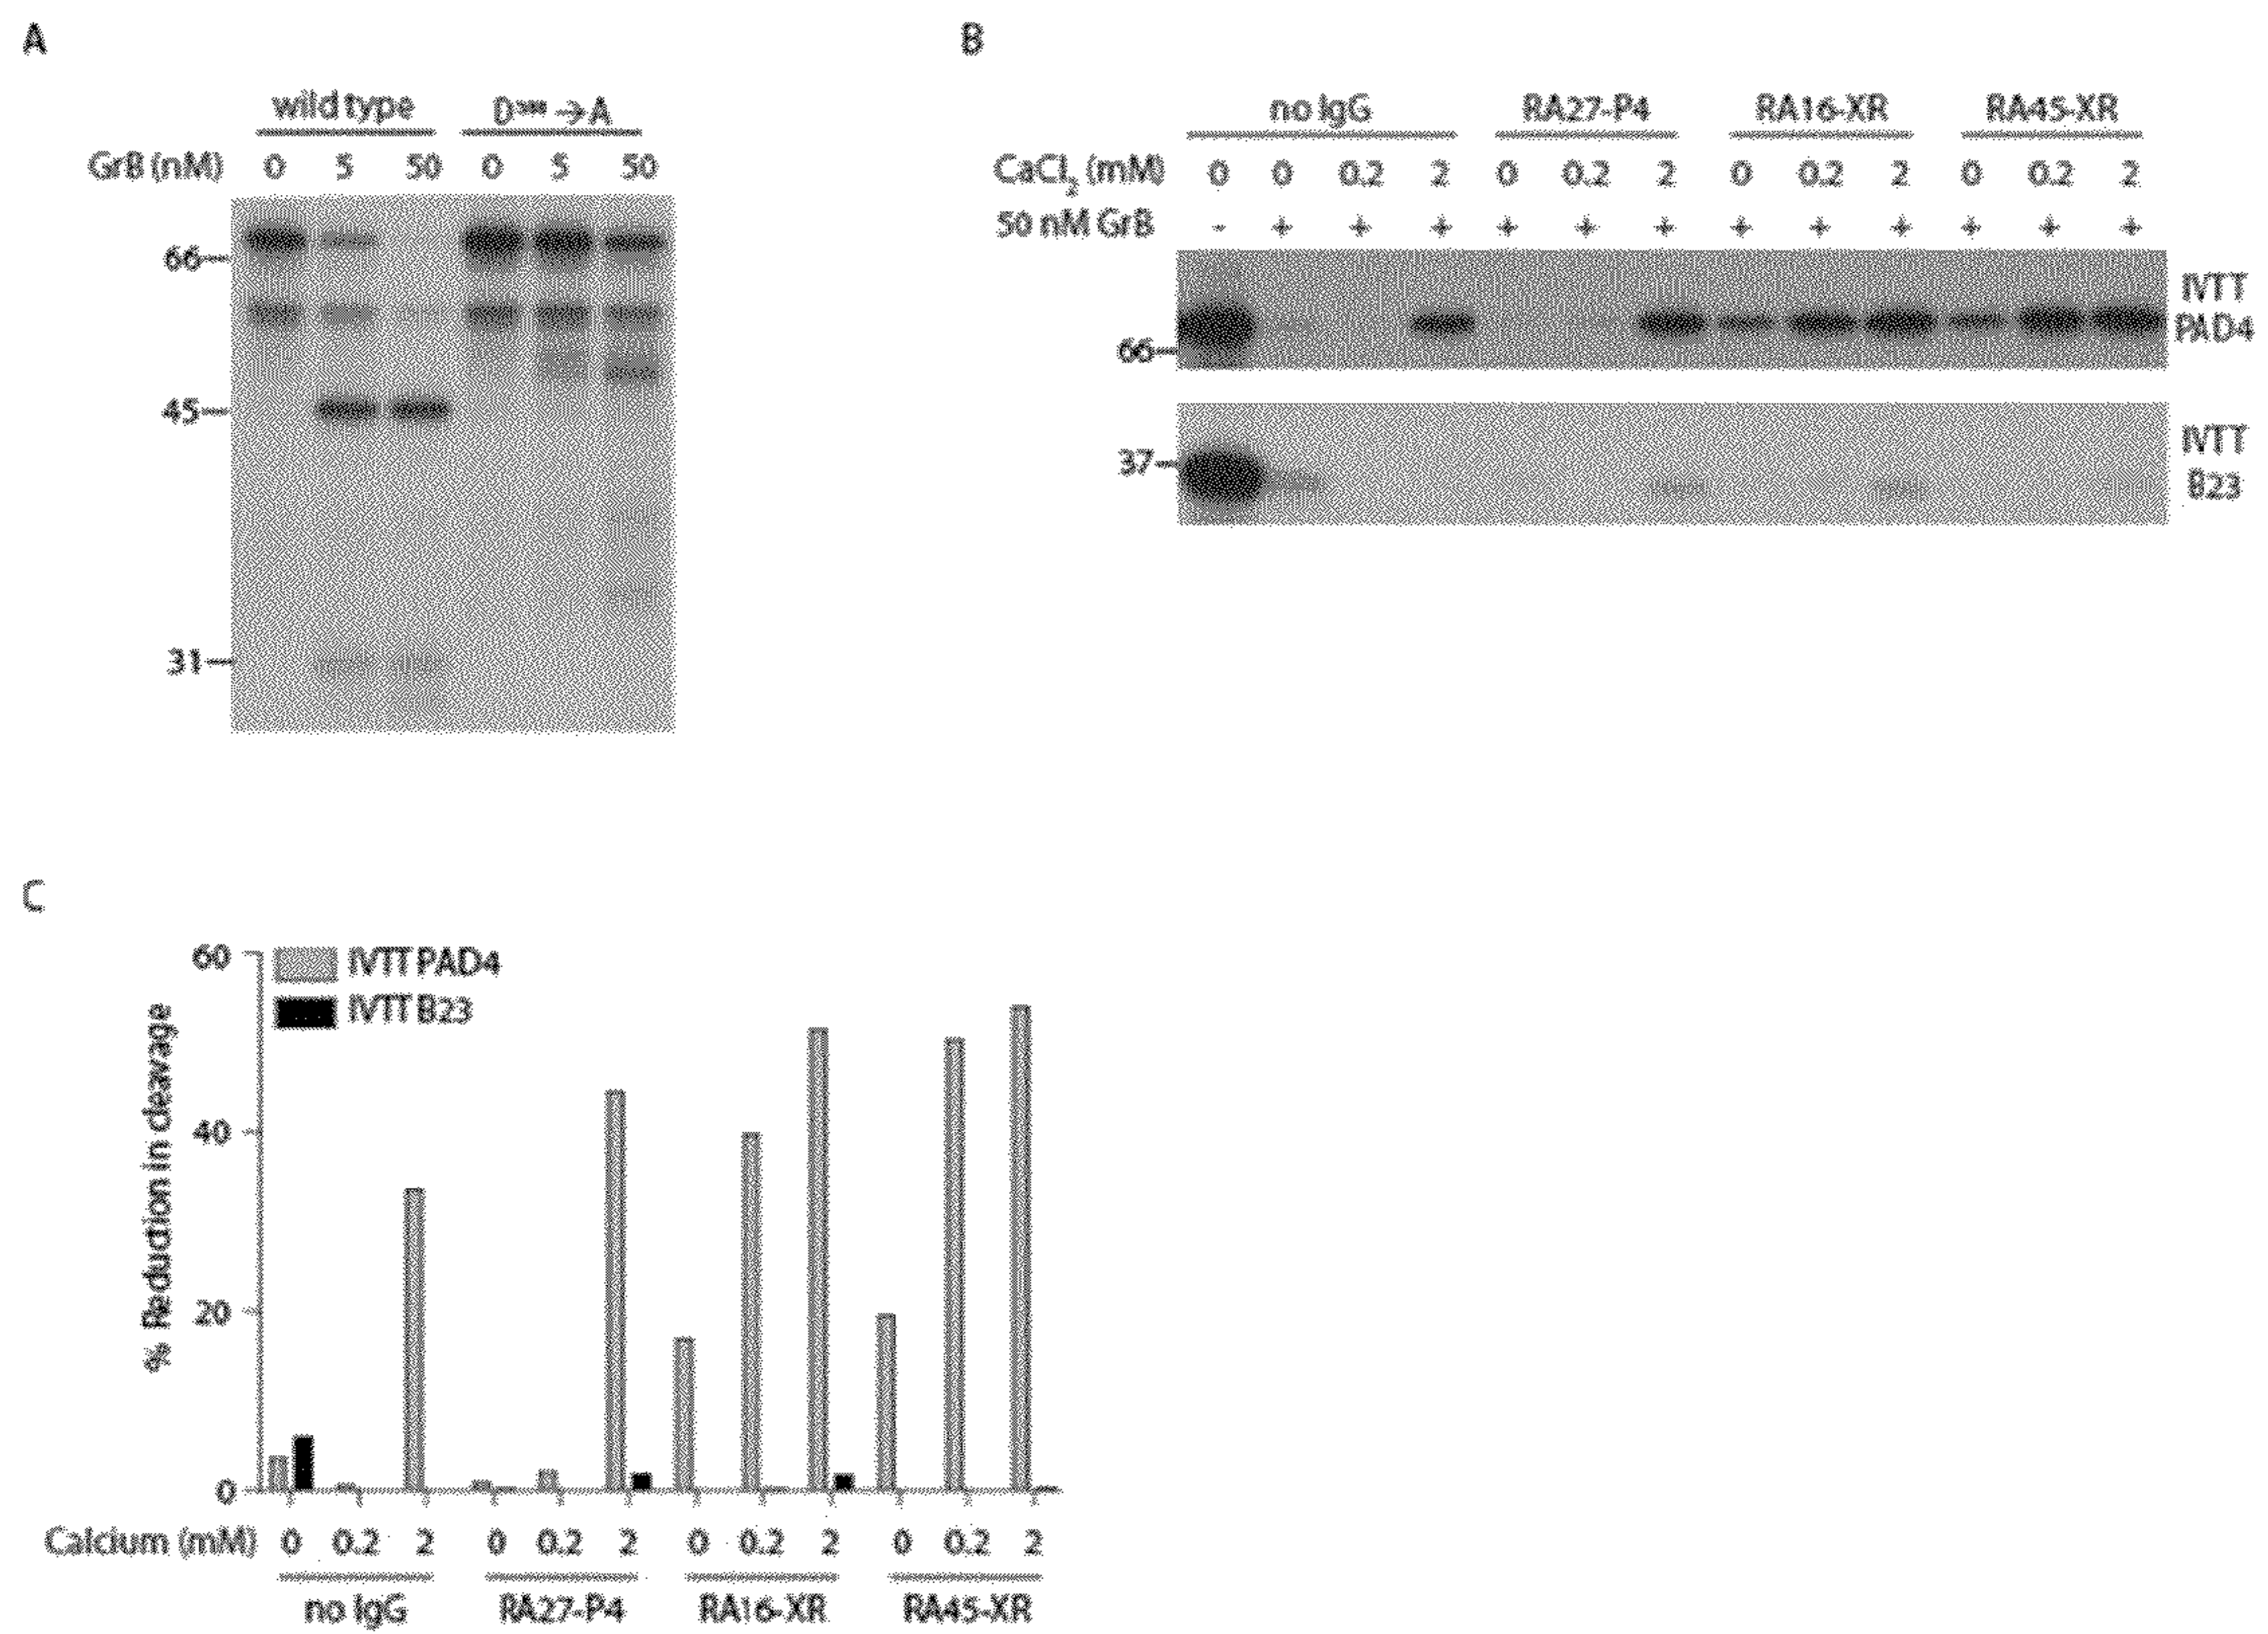 A
wild type D →A
GrB (nM) 0 5 50 0 5 50
66
45
31
B
no IgG RA27-P4 RA16-XR RA45-XR
CaCl2 (mM) 0 0 0.2 2 0 0.2 2 0 0.2 2 0 0.2 2
50 nM GrB - + + + + + + + + + + + +
66
IVTT
PAD4
37
IVTT
B23
C
60
40
20
0
% Reduction in cleavage
IVTT PAD4
IVTT B23
Calcium (mM) 0 0.2 2 0 0.2 2 0 0.2 2 0 0.2 2
no IgG RA27-P4 RA16-XR RA45-XR